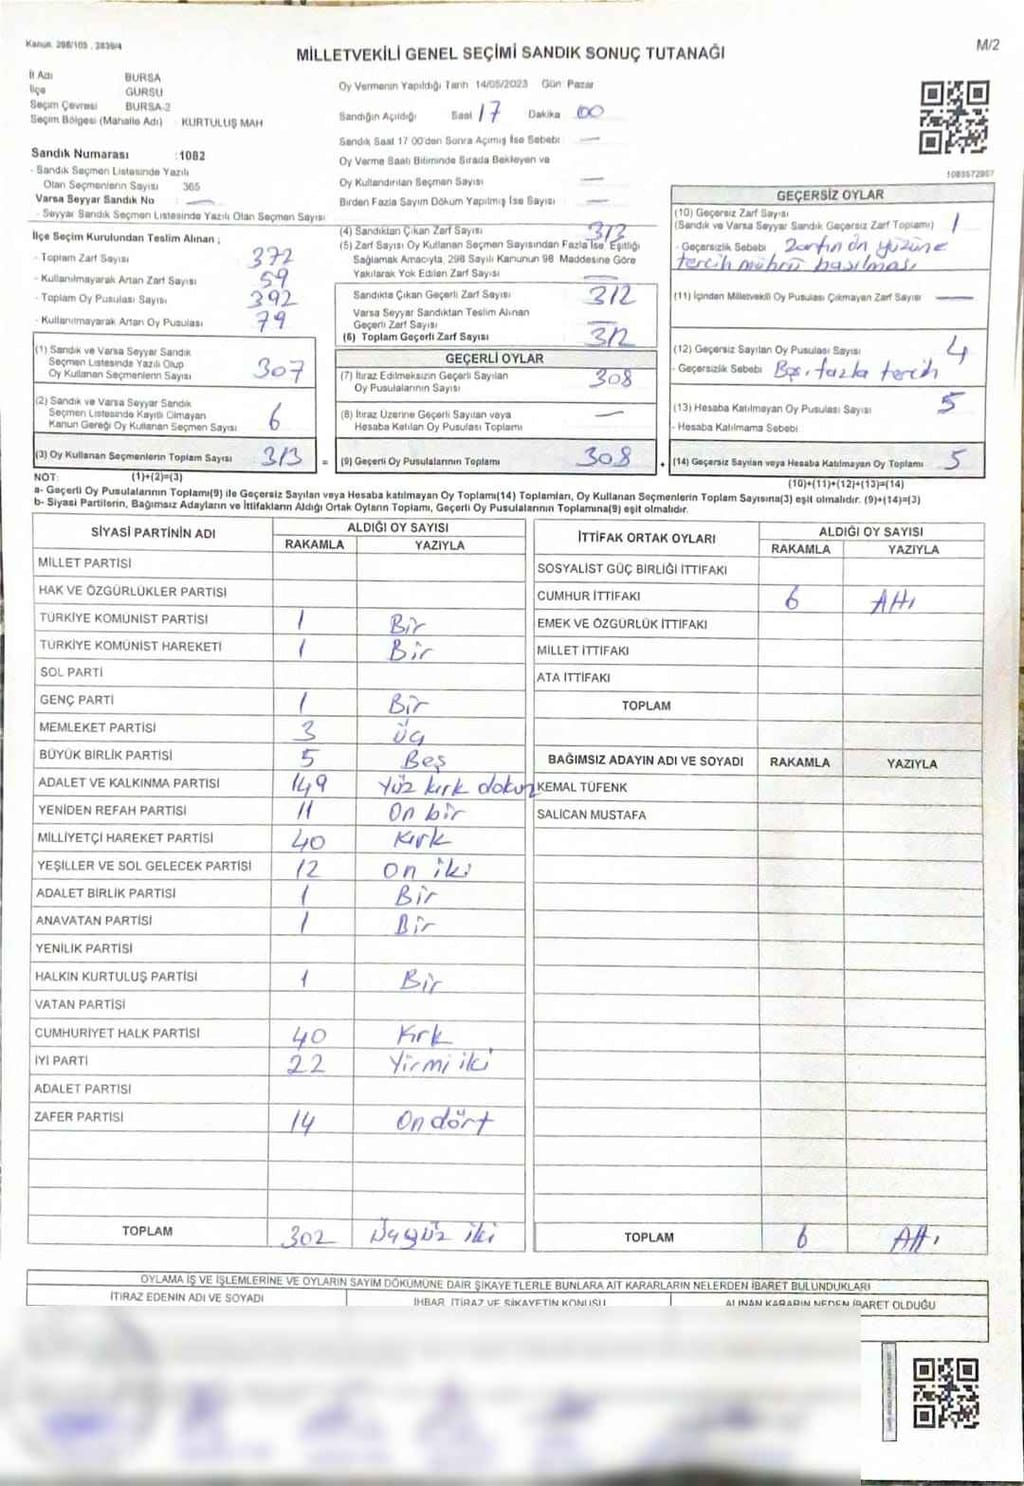 Kanun. 298/105 , 2839/4
M/2
MİLLETVEKİLİ GENEL SEÇİMİ SANDIK SONUÇ TUTANAĞI
İl Adı BURSA
İlçe GÜRSU
Seçim Çevresi BURSA-2
Seçim Bölgesi (Mahalle Adı) : KURTULUŞ MAH
Sandık Numarası : 1082
- Sandık Seçmen Listesinde Yazılı
Olan Seçmenlerin Sayısı 365
Varsa Seyyar Sandık No —
- Seyyar Sandık Seçmen Listesinde Yazılı Olan Seçmen Sayısı
Oy Vermenin Yapıldığı Tarih 14/05/2023 Gün Pazar
Sandığın Açıldığı Saat 17 Dakika 00
Sandık Saat 17 00'den Sonra Açılmış İse Sebebi : —
Oy Verme Saati Bitiminde Sırada Bekleyen ve
Oy Kullandırılan Seçmen Sayısı —
Birden Fazla Sayım Döküm Yapılmış İse Sayısı —
1083572907
İlçe Seçim Kurulundan Teslim Alınan ;
- Toplam Zarf Sayısı 372
- Kullanılmayarak Artan Zarf Sayısı 59
- Toplam Oy Pusulası Sayısı 392
- Kullanılmayarak Artan Oy Pusulası 79
(1) Sandık ve Varsa Seyyar Sandık
Seçmen Listesinde Yazılı Olup
Oy Kullanan Seçmenlerin Sayısı 307
(2) Sandık ve Varsa Seyyar Sandık
Seçmen Listesinde Kayıtlı Olmayan
Kanun Gereği Oy Kullanan Seçmen Sayısı 6
(3) Oy Kullanan Seçmenlerin Toplam Sayısı 313 =
(1)+(2)=(3)
(4) Sandıktan Çıkan Zarf Sayısı 313
(5) Zarf Sayısı Oy Kullanan Seçmen Sayısından Fazla İse, Eşitliği
Sağlamak Amacıyla, 298 Sayılı Kanunun 98 Maddesine Göre
Yakılarak Yok Edilen Zarf Sayısı —
Sandıkta Çıkan Geçerli Zarf Sayısı 312
Varsa Seyyar Sandıktan Teslim Alınan
Geçerli Zarf Sayısı —
(6) Toplam Geçerli Zarf Sayısı 312
GEÇERLİ OYLAR
(7) İtiraz Edilmeksizin Geçerli Sayılan
Oy Pusulalarının Sayısı 308
(8) İtiraz Üzerine Geçerli Sayılan veya
Hesaba Katılan Oy Pusulası Toplamı —
(9) Geçerli Oy Pusulalarının Toplamı 308 +
GEÇERSİZ OYLAR
(10) Geçersiz Zarf Sayısı
(Sandık ve Varsa Seyyar Sandık Geçersiz Zarf Toplamı) 1
- Geçersizlik Sebebi Zarfın ön yüzüne
tercih mührü basılması
(11) İçinden Milletvekili Oy Pusulası Çıkmayan Zarf Sayısı —
(12) Geçersiz Sayılan Oy Pusulası Sayısı 4
- Geçersizlik Sebebi Boş, fazla tercih
(13) Hesaba Katılmayan Oy Pusulası Sayısı 5
- Hesaba Katılmama Sebebi
(14) Geçersiz Sayılan veya Hesaba Katılmayan Oy Toplamı 5
(10)+(11)+(12)+(13)=(14)
NOT:
a- Geçerli Oy Pusulalarının Toplamı(9) ile Geçersiz Sayılan veya Hesaba katılmayan Oy Toplamı(14) Toplamları, Oy Kullanan Seçmenlerin Toplam Sayısına(3) eşit olmalıdır. (9)+(14)=(3)
b- Siyasi Partilerin, Bağımsız Adayların ve İttifakların Aldığı Ortak Oyların Toplamı, Geçerli Oy Pusulalarının Toplamına(9) eşit olmalıdır.
SİYASİ PARTİNİN ADI ALDIĞI OY SAYISI
RAKAMLA YAZIYLA
MİLLET PARTİSİ
HAK VE ÖZGÜRLÜKLER PARTİSİ
TÜRKİYE KOMÜNİST PARTİSİ 1 Bir
TÜRKİYE KOMÜNİST HAREKETİ 1 Bir
SOL PARTİ
GENÇ PARTİ 1 Bir
MEMLEKET PARTİSİ 3 Üç
BÜYÜK BİRLİK PARTİSİ 5 Beş
ADALET VE KALKINMA PARTİSİ 149 Yüz kırk dokuz
YENİDEN REFAH PARTİSİ 11 On bir
MİLLİYETÇİ HAREKET PARTİSİ 40 Kırk
YEŞİLLER VE SOL GELECEK PARTİSİ 12 On iki
ADALET BİRLİK PARTİSİ 1 Bir
ANAVATAN PARTİSİ 1 Bir
YENİLİK PARTİSİ
HALKIN KURTULUŞ PARTİSİ 1 Bir
VATAN PARTİSİ
CUMHURİYET HALK PARTİSİ 40 Kırk
İYİ PARTİ 22 Yirmi iki
ADALET PARTİSİ
ZAFER PARTİSİ 14 On dört
TOPLAM 302 Üçyüz iki
İTTİFAK ORTAK OYLARI ALDIĞI OY SAYISI
RAKAMLA YAZIYLA
SOSYALİST GÜÇ BİRLİĞİ İTTİFAKI
CUMHUR İTTİFAKI 6 Altı
EMEK VE ÖZGÜRLÜK İTTİFAKI
MİLLET İTTİFAKI
ATA İTTİFAKI
TOPLAM
BAĞIMSIZ ADAYIN ADI VE SOYADI RAKAMLA YAZIYLA
KEMAL TÜFENK
SALİCAN MUSTAFA
TOPLAM 6 Altı
OYLAMA İŞ VE İŞLEMLERİNE VE OYLARIN SAYIM DÖKÜMÜNE DAİR ŞİKAYETLERLE BUNLARA AİT KARARLARIN NELERDEN İBARET BULUNDUKLARI
İTİRAZ EDENİN ADI VE SOYADI İHBAR, İTİRAZ VE ŞİKAYETİN KONUSU ALINAN KARARIN NEDEN İBARET OLDUĞU